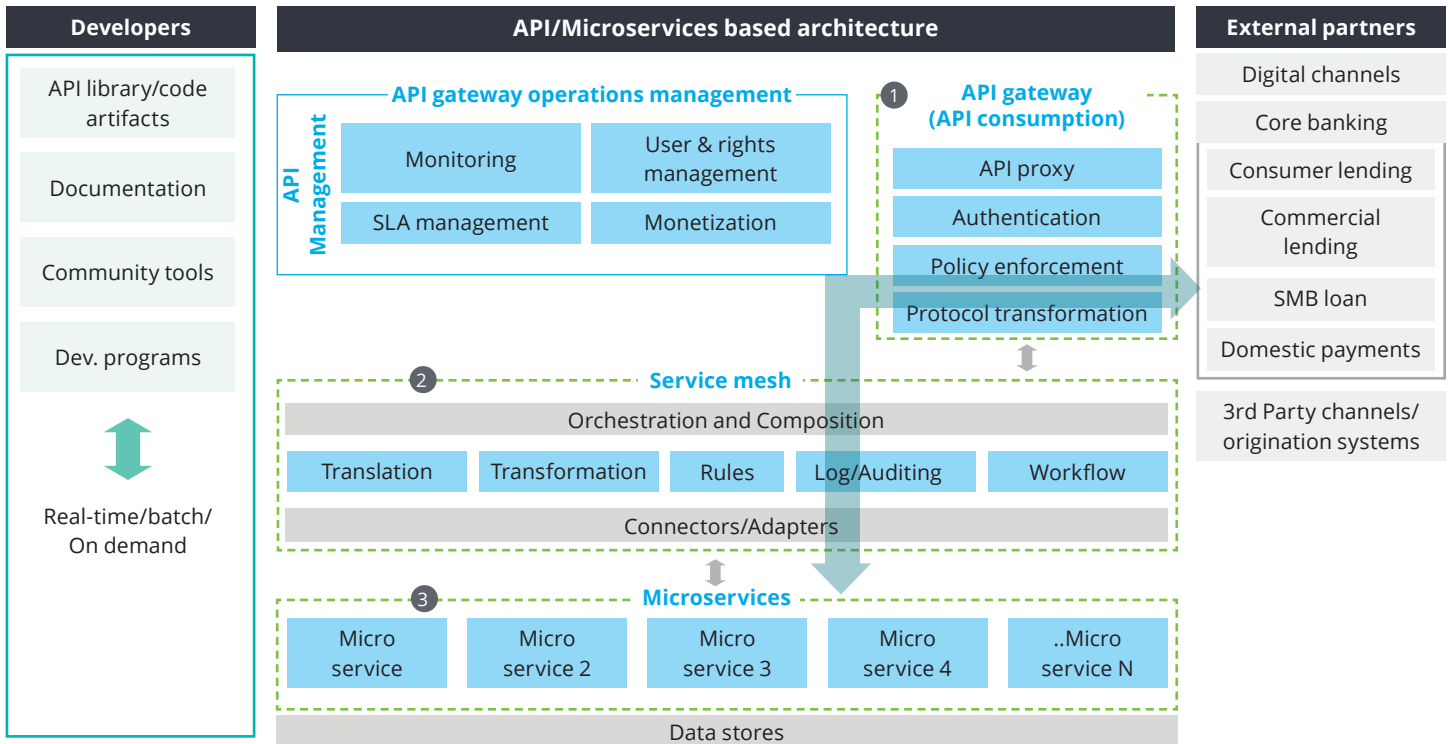 Developers
API library/code
artifacts
Documentation
Community tools
Dev. programs
Real-time/batch/
On demand
API/Microservices based architecture
API gateway operations management
API
Management
Monitoring
User & rights
management
SLA management
Monetization
1
API gateway
(API consumption)
API proxy
Authentication
Policy enforcement
Protocol transformation
2
Service mesh
Orchestration and Composition
Translation
Transformation
Rules
Log/Auditing
Workflow
Connectors/Adapters
3
Microservices
Micro
service
Micro
service 2
Micro
service 3
Micro
service 4
..Micro
service N
Data stores
External partners
Digital channels
Core banking
Consumer lending
Commercial
lending
SMB loan
Domestic payments
3rd Party channels/
origination systems